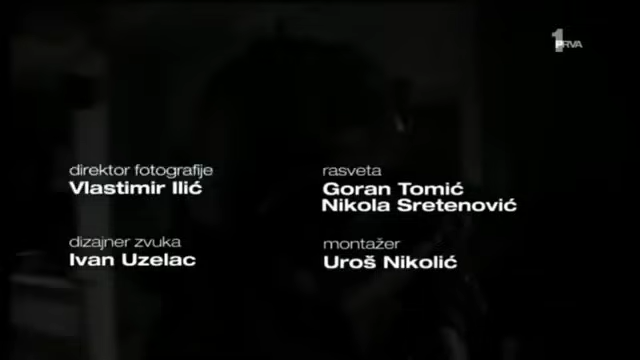 1
PRVA
direktor fotografije
Vlastimir Ilić
rasveta
Goran Tomić
Nikola Sretenović
dizajner zvuka
Ivan Uzelac
montažer
Uroš Nikolić